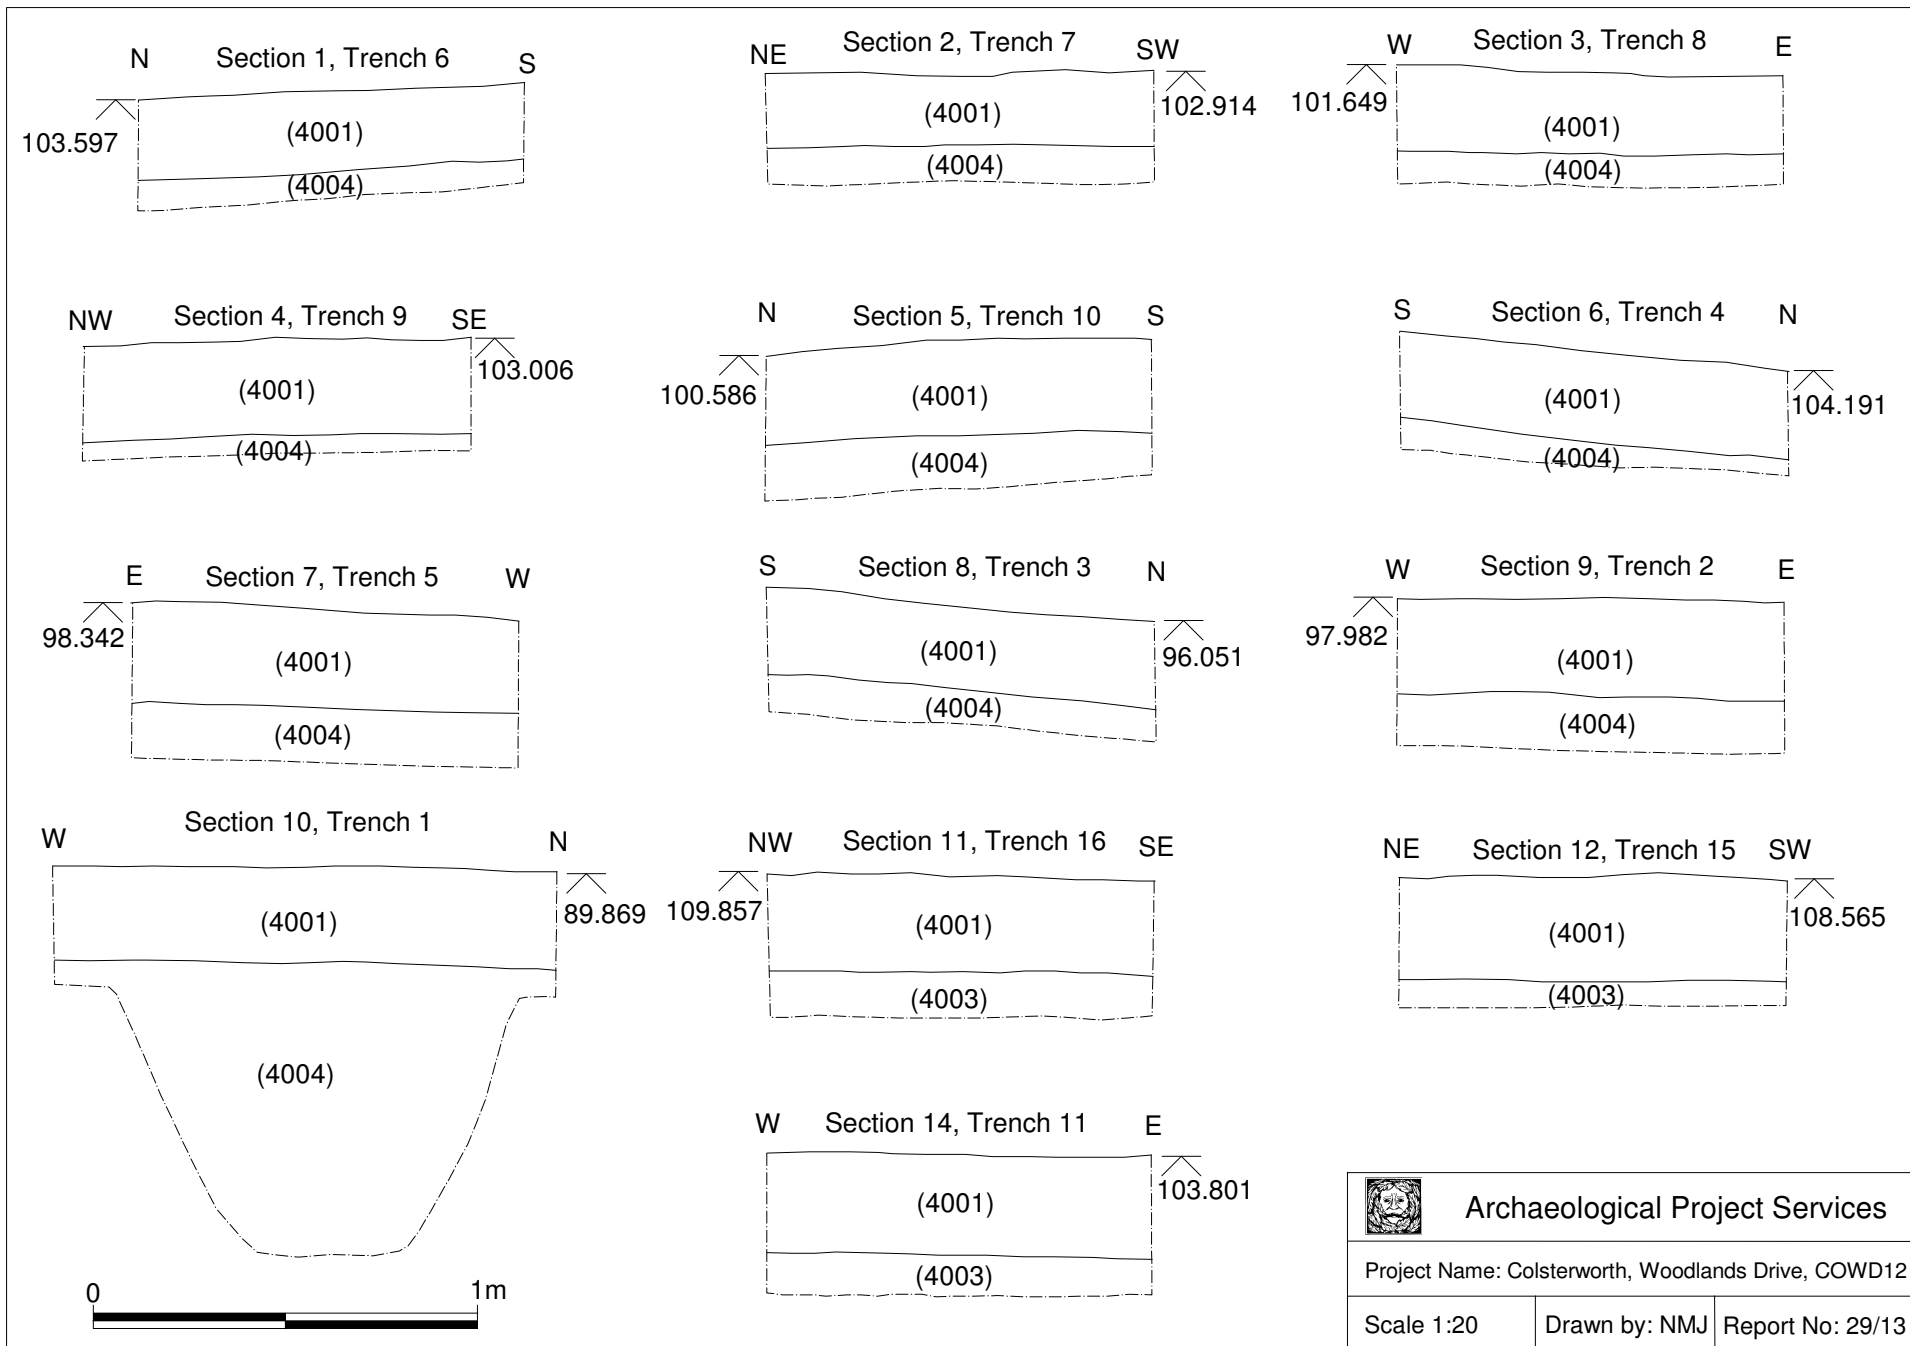 N Section 1, Trench 6 S
103.597
(4001)
(4004)
NE Section 2, Trench 7 SW
102.914
(4001)
(4004)
W Section 3, Trench 8 E
101.649
(4001)
(4004)
NW Section 4, Trench 9 SE
103.006
(4001)
(4004)
N Section 5, Trench 10 S
100.586
(4001)
(4004)
S Section 6, Trench 4 N
104.191
(4001)
(4004)
E Section 7, Trench 5 W
98.342
(4001)
(4004)
S Section 8, Trench 3 N
96.051
(4001)
(4004)
W Section 9, Trench 2 E
97.982
(4001)
(4004)
W Section 10, Trench 1 N
89.869
(4001)
(4004)
NW Section 11, Trench 16 SE
109.857
(4001)
(4003)
NE Section 12, Trench 15 SW
108.565
(4001)
(4003)
W Section 14, Trench 11 E
103.801
(4001)
(4003)
0 1m
Archaeological Project Services
Project Name: Colsterworth, Woodlands Drive, COWD12
Scale 1:20 Drawn by: NMJ Report No: 29/13